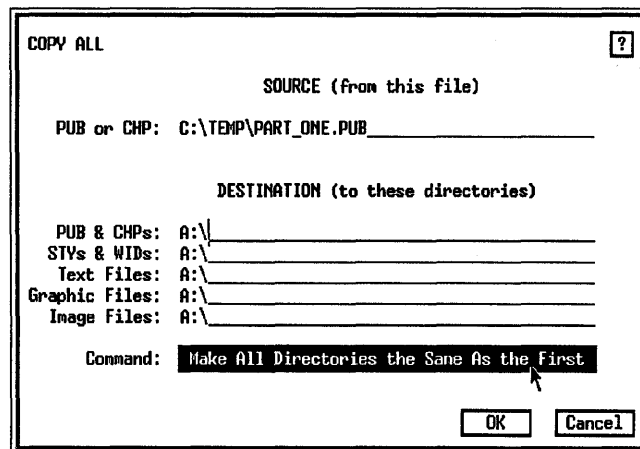 COPY ALL ?
SOURCE (from this file)
PUB or CHP: C:\TEMP\PART_ONE.PUB
DESTINATION (to these directories)
PUB & CHPs: A:\
STYs & WIDs: A:\
Text Files: A:\
Graphic Files: A:\
Image Files: A:\
Command: Make All Directories the Same As the First
OK Cancel